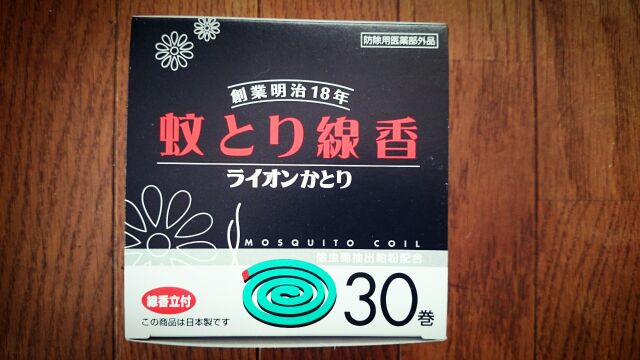 防除用医薬部外品
創業明治18年
蚊とり線香
ライオンかとり
MOSQUITO COIL
除虫菊抽出粕粉配合
線香立付
この商品は日本製です
30巻